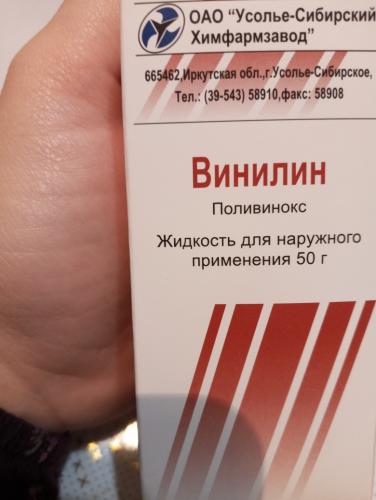 ОАО “Усолье-Сибирский
Химфармзавод”
665462,Иркутская обл.,г.Усолье-Сибирское,
Тел.: (39-543) 58910,факс: 58908
Винилин
Поливинокс
Жидкость для наружного
применения 50 г